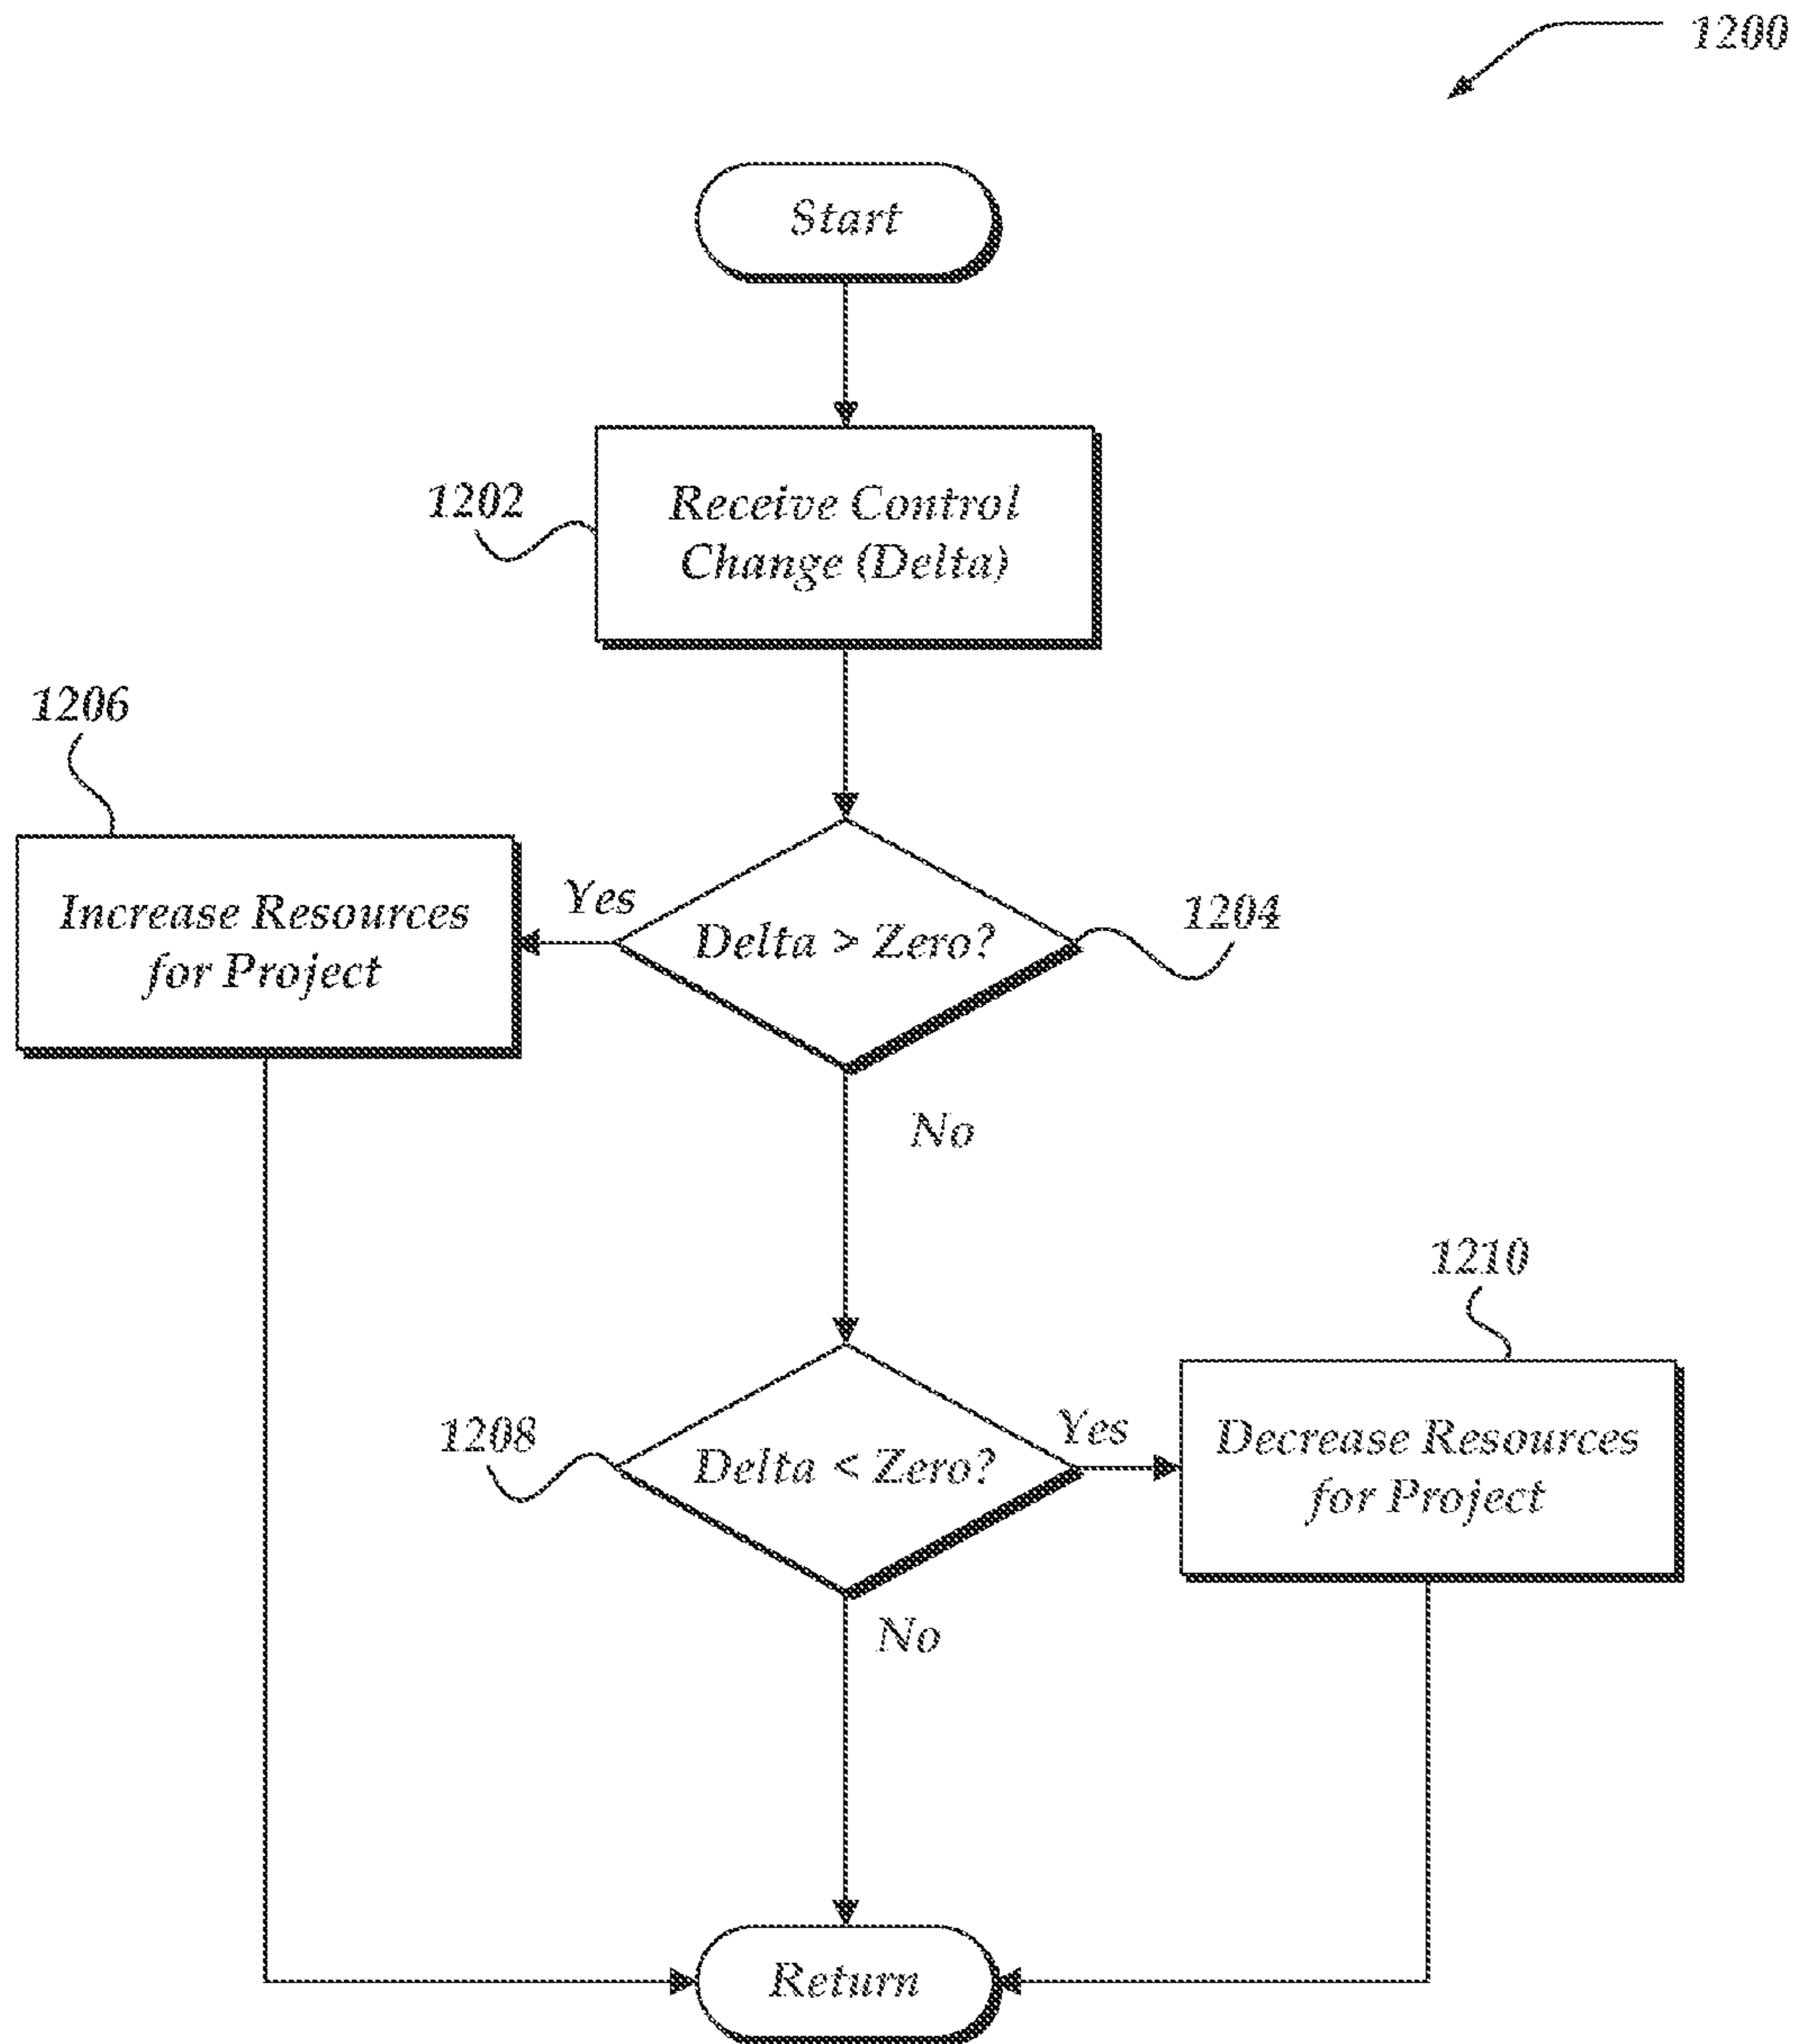 1200
Start
1202
Receive Control
Change (Delta)
1206
Increase Resources
for Project
Yes
Delta > Zero?
1204
No
1210
1208
Delta < Zero?
Yes
Decrease Resources
for Project
No
Return